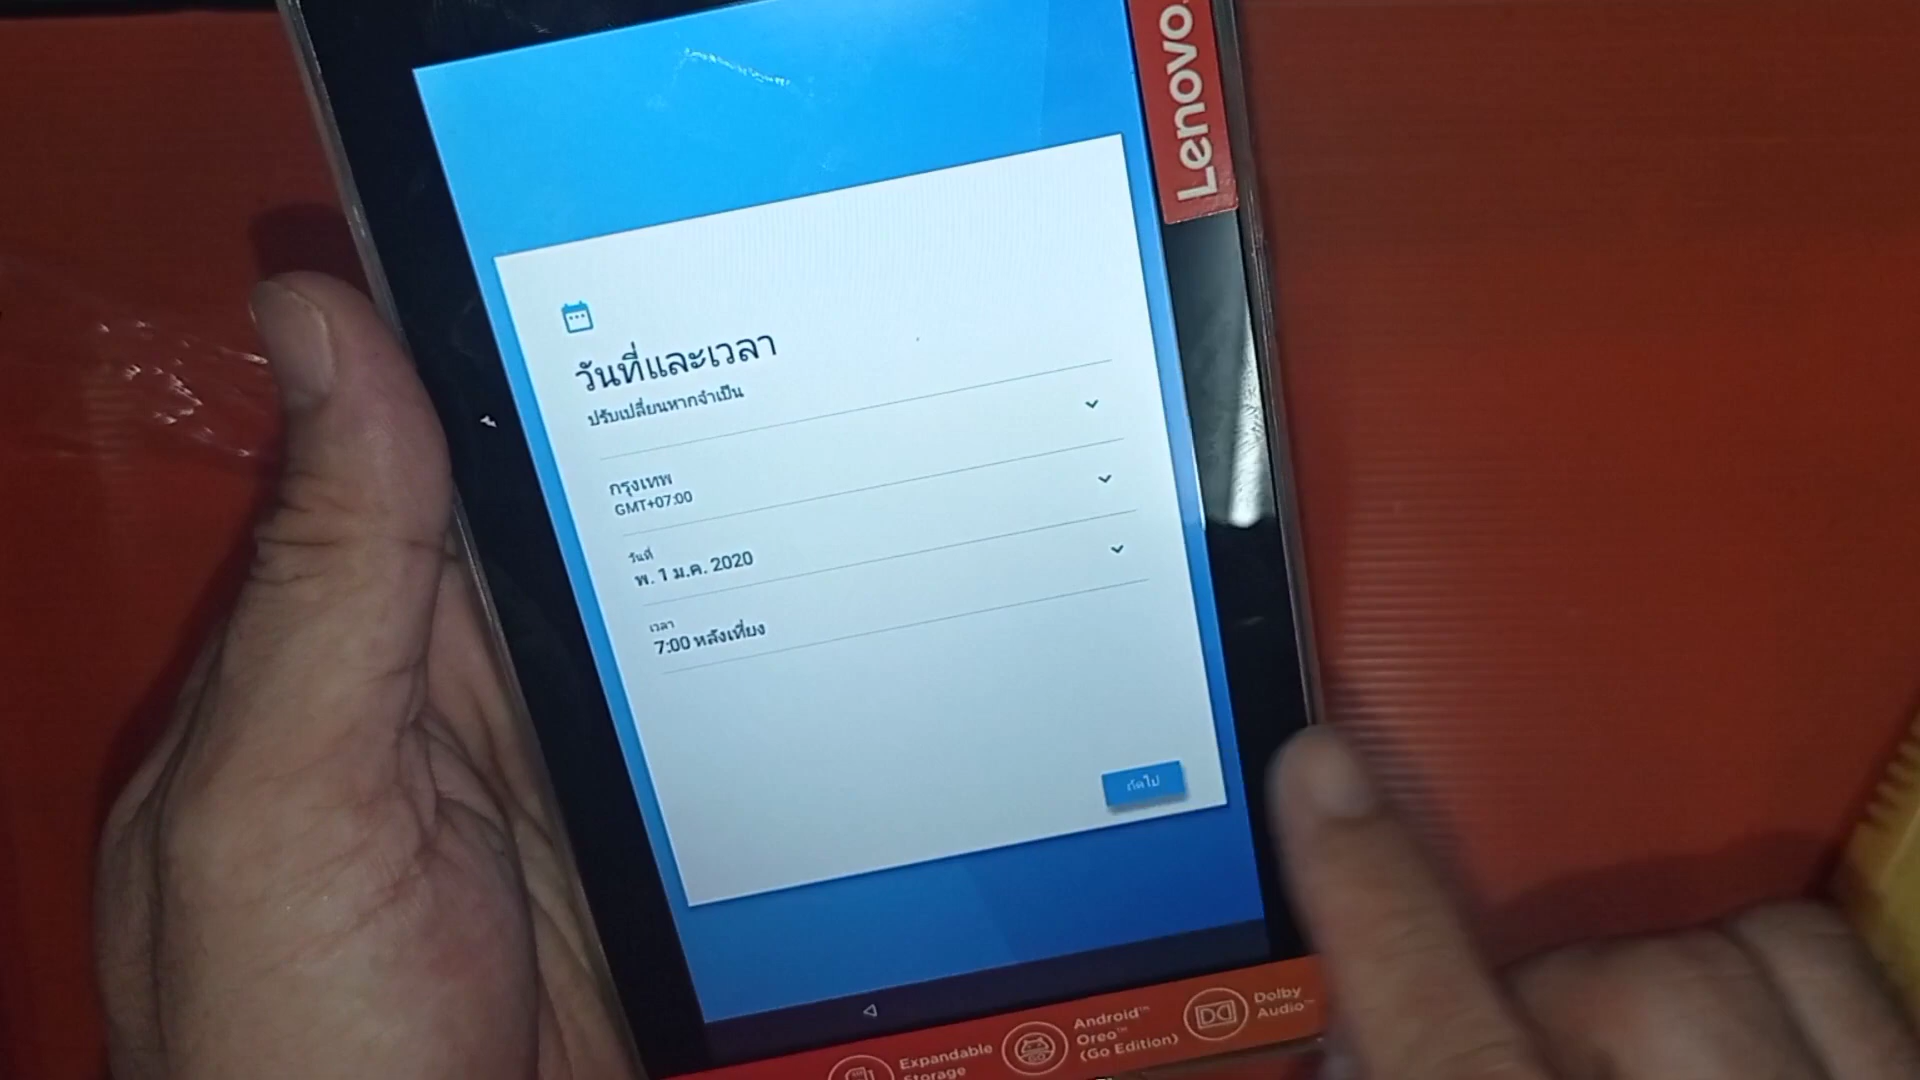 Lenovo
วันที่และเวลา
ปรับเปลี่ยนหากจำเป็น
กรุงเทพ
GMT+07:00
วันที่
พ. 1 ม.ค. 2020
เวลา
7:00 หลังเที่ยง
ถัดไป
Expandable
Storage
Android™
Oreo™
(Go Edition)
Dolby
Audio™